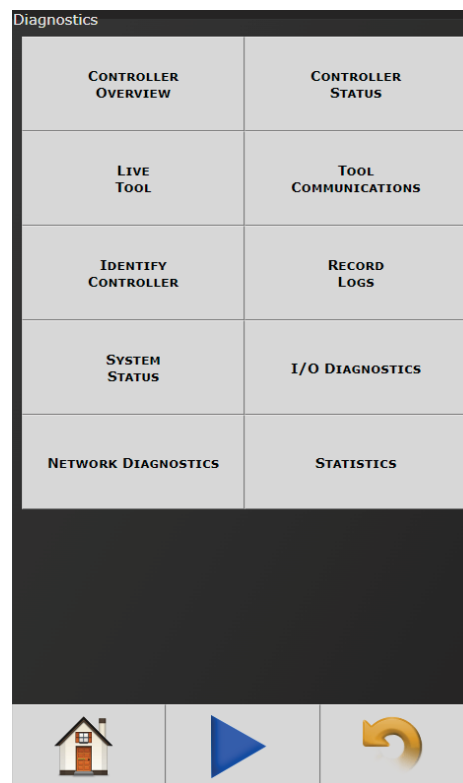 Diagnostics
CONTROLLER
OVERVIEW
CONTROLLER
STATUS
LIVE
TOOL
TOOL
COMMUNICATIONS
IDENTIFY
CONTROLLER
RECORD
LOGS
SYSTEM
STATUS
I/O DIAGNOSTICS
NETWORK DIAGNOSTICS
STATISTICS